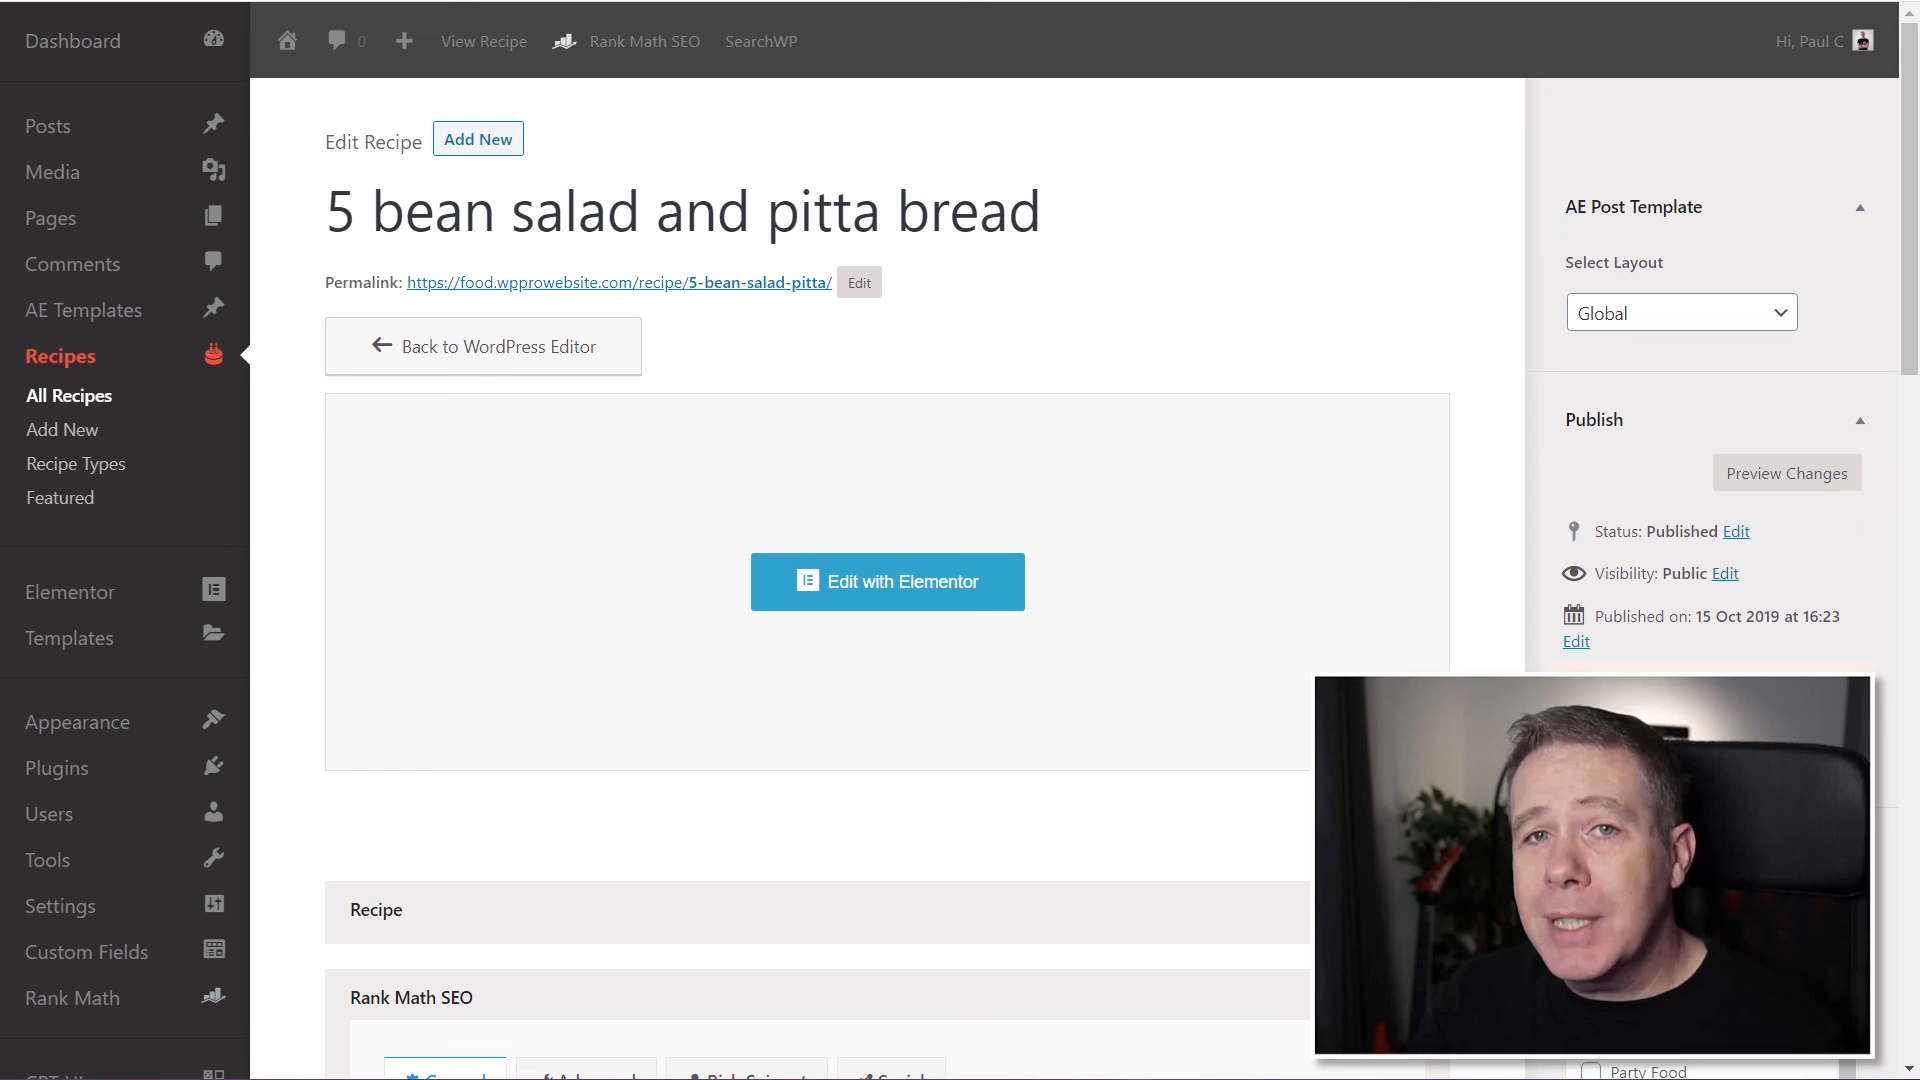 Dashboard
0
View Recipe
Rank Math SEO
SearchWP
Hi, Paul C
Posts
Media
Pages
Comments
AE Templates
Recipes
All Recipes
Add New
Recipe Types
Featured
Elementor
Templates
Appearance
Plugins
Users
Tools
Settings
Custom Fields
Rank Math
Edit Recipe
Add New
5 bean salad and pitta bread
Permalink: https://food.wpprowebsite.com/recipe/5-bean-salad-pitta/ Edit
Back to WordPress Editor
Edit with Elementor
Recipe
Rank Math SEO
AE Post Template
Select Layout
Global
Publish
Preview Changes
Status: Published Edit
Visibility: Public Edit
Published on: 15 Oct 2019 at 16:23
Edit
Party Food